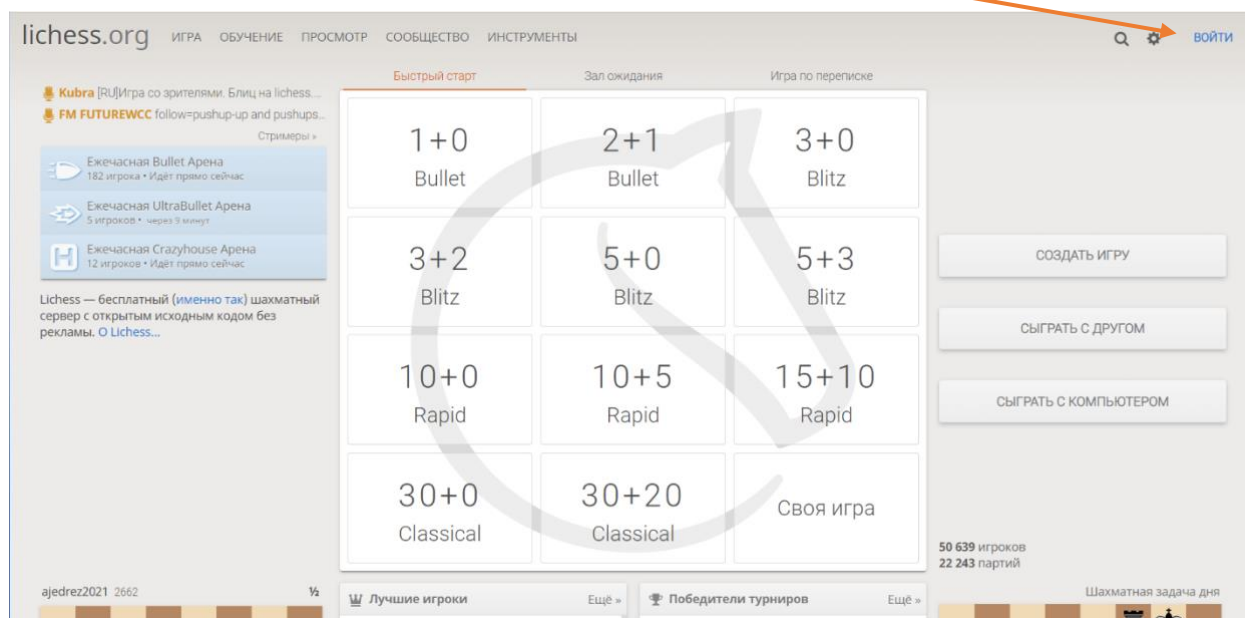 lichess.org ИГРА ОБУЧЕНИЕ ПРОСМОТР СООБЩЕСТВО ИНСТРУМЕНТЫ ВОЙТИ
Kubra [RU]Игра со зрителями. Блиц на lichess....
FM FUTUREWCC follow=pushup-up and pushups...
Стримеры »
Ежечасная Bullet Арена
182 игрока • Идёт прямо сейчас
Ежечасная UltraBullet Арена
5 игроков • через 9 минут
Ежечасная Crazyhouse Арена
12 игроков • Идёт прямо сейчас
Lichess — бесплатный (именно так) шахматный
сервер с открытым исходным кодом без
рекламы. О Lichess...
Быстрый старт Зал ожидания Игра по переписке
1+0 2+1 3+0
Bullet Bullet Blitz
3+2 5+0 5+3
Blitz Blitz Blitz
10+0 10+5 15+10
Rapid Rapid Rapid
30+0 30+20 Своя игра
Classical Classical
СОЗДАТЬ ИГРУ
СЫГРАТЬ С ДРУГОМ
СЫГРАТЬ С КОМПЬЮТЕРОМ
50 639 игроков
22 243 партий
ajedrez2021 2662 ½
Лучшие игроки Ещё »
Победители турниров Ещё »
Шахматная задача дня